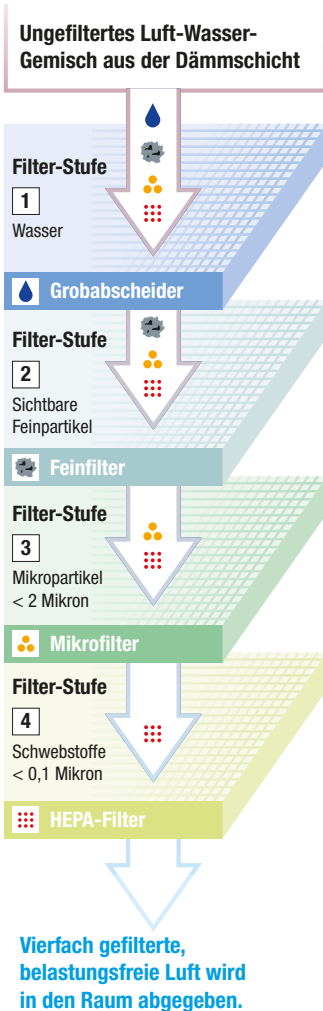 Ungefiltertes Luft-Wasser-
Gemisch aus der Dämmschicht
Filter-Stufe
1
Wasser
Grobabscheider
Filter-Stufe
2
Sichtbare
Feinpartikel
Feinfilter
Filter-Stufe
3
Mikropartikel
< 2 Mikron
Mikrofilter
Filter-Stufe
4
Schwebstoffe
< 0,1 Mikron
HEPA-Filter
Vierfach gefilterte,
belastungsfreie Luft wird
in den Raum abgegeben.